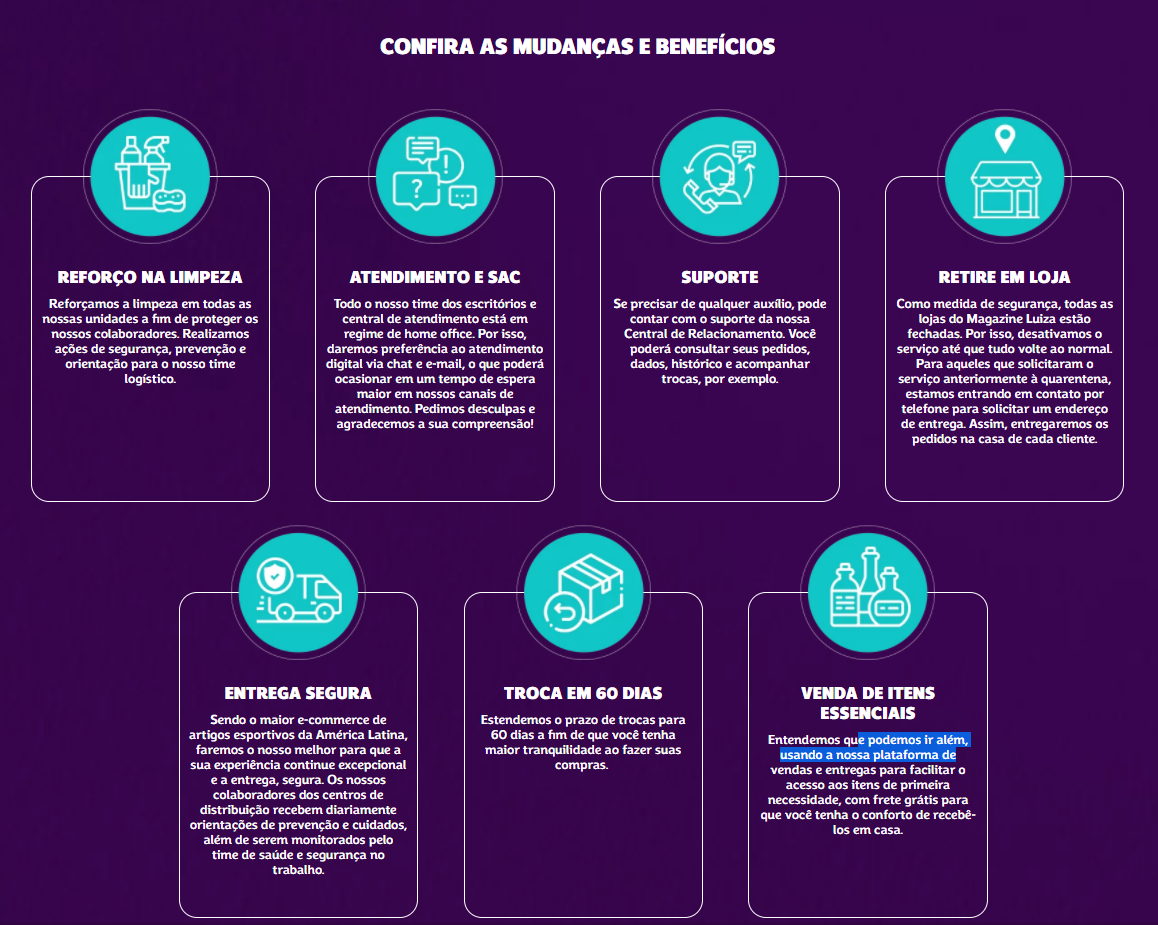 CONFIRA AS MUDANÇAS E BENEFÍCIOS
REFORÇO NA LIMPEZA
Reforçamos a limpeza em todas as
nossas unidades a fim de proteger os
nossos colaboradores. Realizamos
ações de segurança, prevenção e
orientação para o nosso time
logístico.
ATENDIMENTO E SAC
Todo o nosso time dos escritórios e
central de atendimento está em
regime de home office. Por isso,
daremos preferência ao atendimento
digital via chat e e-mail, o que poderá
ocasionar em um tempo de espera
maior em nossos canais de
atendimento. Pedimos desculpas e
agradecemos a sua compreensão!
SUPORTE
Se precisar de qualquer auxílio, pode
contar com o suporte da nossa
Central de Relacionamento. Você
poderá consultar seus pedidos,
dados, histórico e acompanhar
trocas, por exemplo.
RETIRE EM LOJA
Como medida de segurança, todas as
lojas do Magazine Luiza estão
fechadas. Por isso, desativamos o
serviço até que tudo volte ao normal.
Para aqueles que solicitaram o
serviço anteriormente à quarentena,
estamos entrando em contato por
telefone para solicitar um endereço
de entrega. Assim, entregaremos os
pedidos na casa de cada cliente.
ENTREGA SEGURA
Sendo o maior e-commerce de
artigos esportivos da América Latina,
faremos o nosso melhor para que a
sua experiência continue excepcional
e a entrega, segura. Os nossos
colaboradores dos centros de
distribuição recebem diariamente
orientações de prevenção e cuidados,
além de serem monitorados pelo
time de saúde e segurança no
trabalho.
TROCA EM 60 DIAS
Estendemos o prazo de trocas para
60 dias a fim de que você tenha
maior tranquilidade ao fazer suas
compras.
VENDA DE ITENS
ESSENCIAIS
Entendemos que podemos ir além,
usando a nossa plataforma de
vendas e entregas para facilitar o
acesso aos itens de primeira
necessidade, com frete grátis para
que você tenha o conforto de recebê-
los em casa.